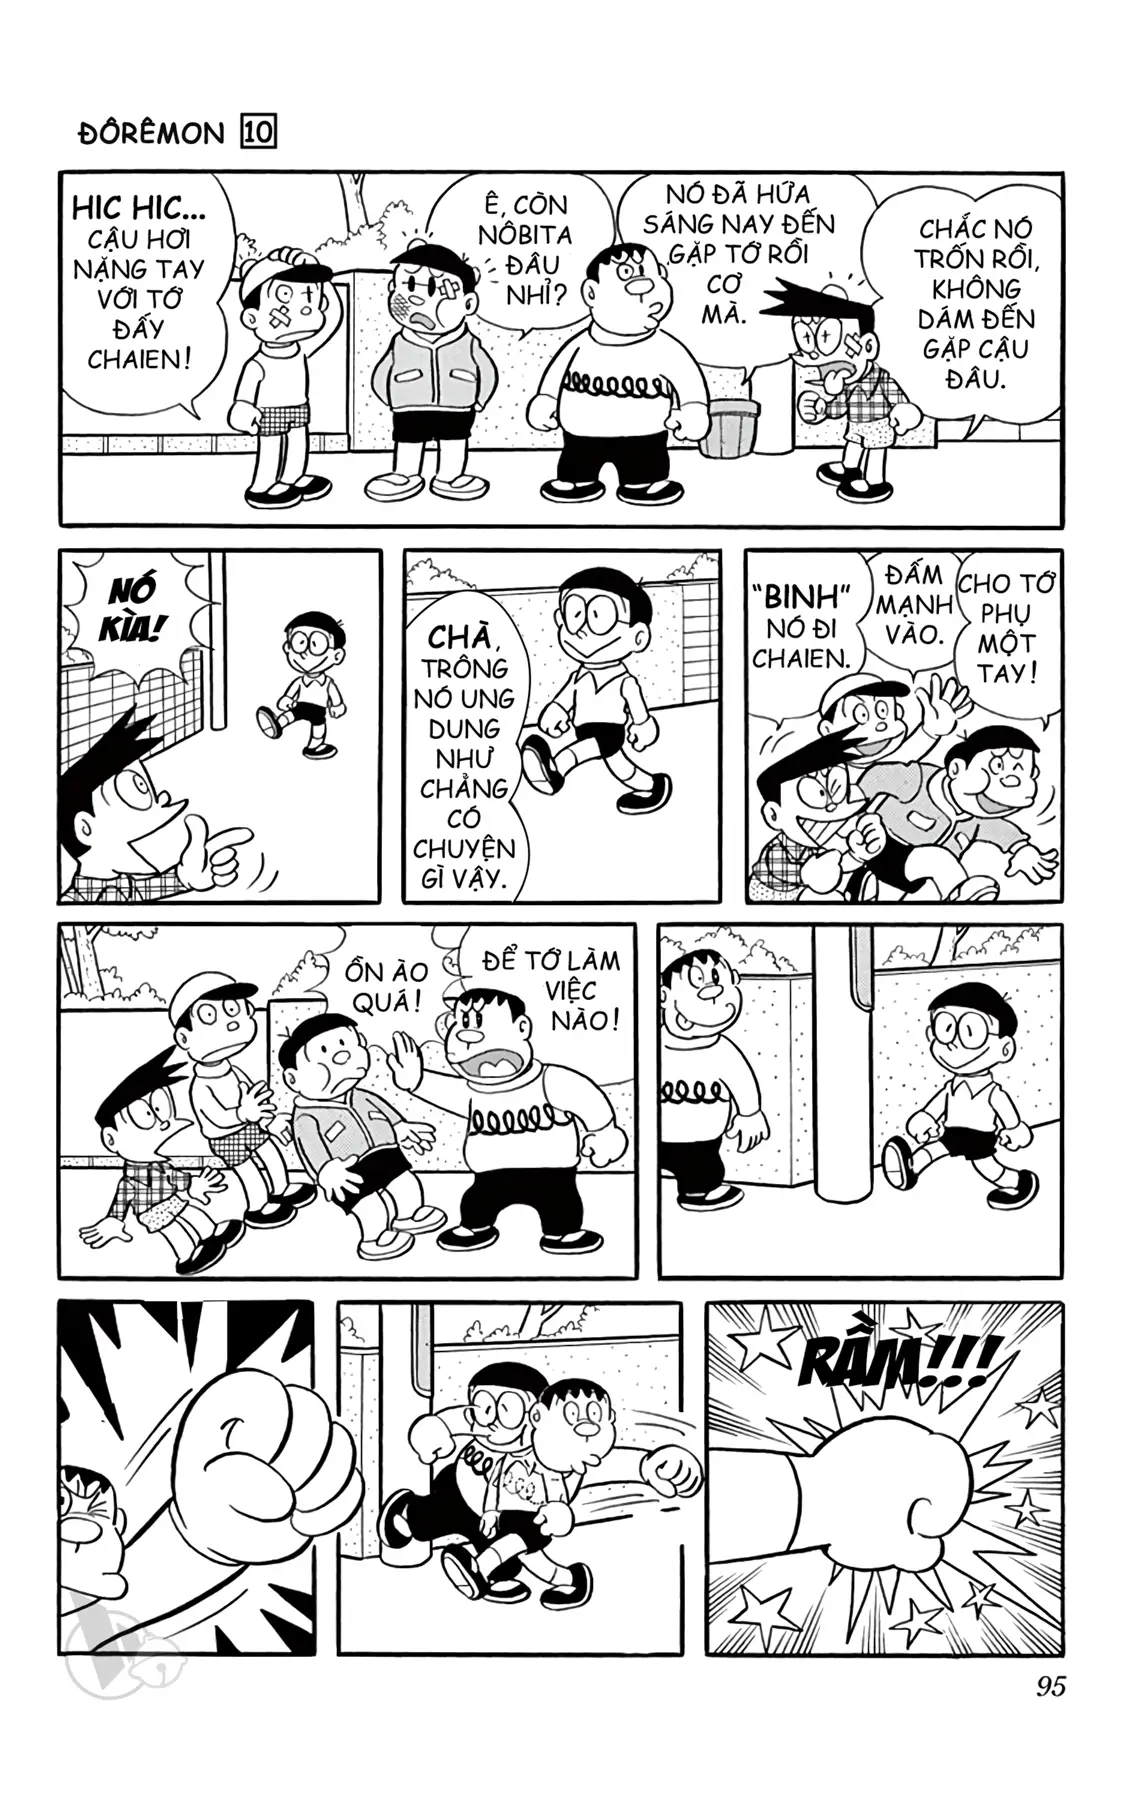 ĐÔRÊMON 10
HIC HIC...
CẬU HƠI
NẶNG TAY
VỚI TỚ
ĐẤY
CHAIEN!
Ê, CÒN
NÔBITA
ĐÂU
NHỈ?
NÓ ĐÃ HỨA
SÁNG NAY ĐẾN
GẶP TỚ RỒI
CƠ
MÀ.
CHẮC NÓ
TRỐN RỒI,
KHÔNG
DÁM ĐẾN
GẶP CẬU
ĐÂU.
NÓ
KÌA!
CHÀ,
TRÔNG
NÓ UNG
DUNG
NHƯ
CHẲNG
CÓ
CHUYỆN
GÌ VẬY.
"BINH"
NÓ ĐI
CHAIEN.
ĐẤM
MẠNH
VÀO.
CHO TỚ
PHỤ
MỘT
TAY!
ỒN ÀO
QUÁ!
ĐỂ TỚ LÀM
VIỆC
NÀO!
RẦM!!!
95